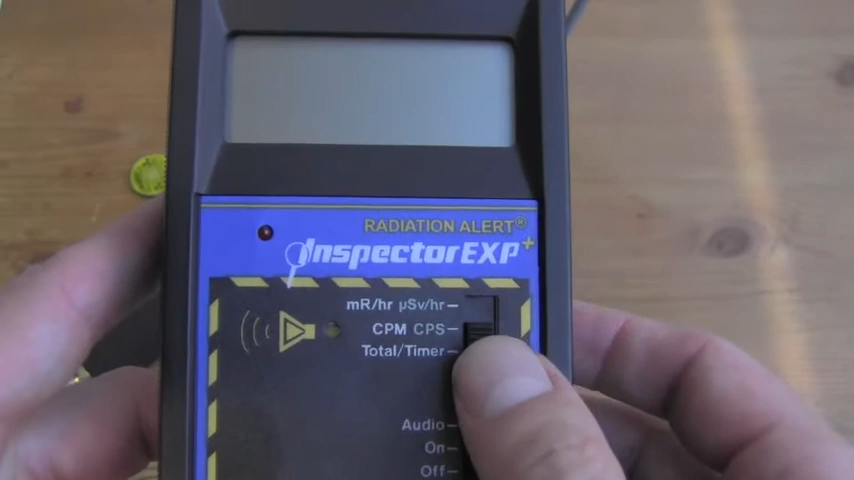 RADIATION ALERT®
InspectorEXP+
mR/hr µSv/hr
CPM CPS
Total/Timer
Audio
On
Off